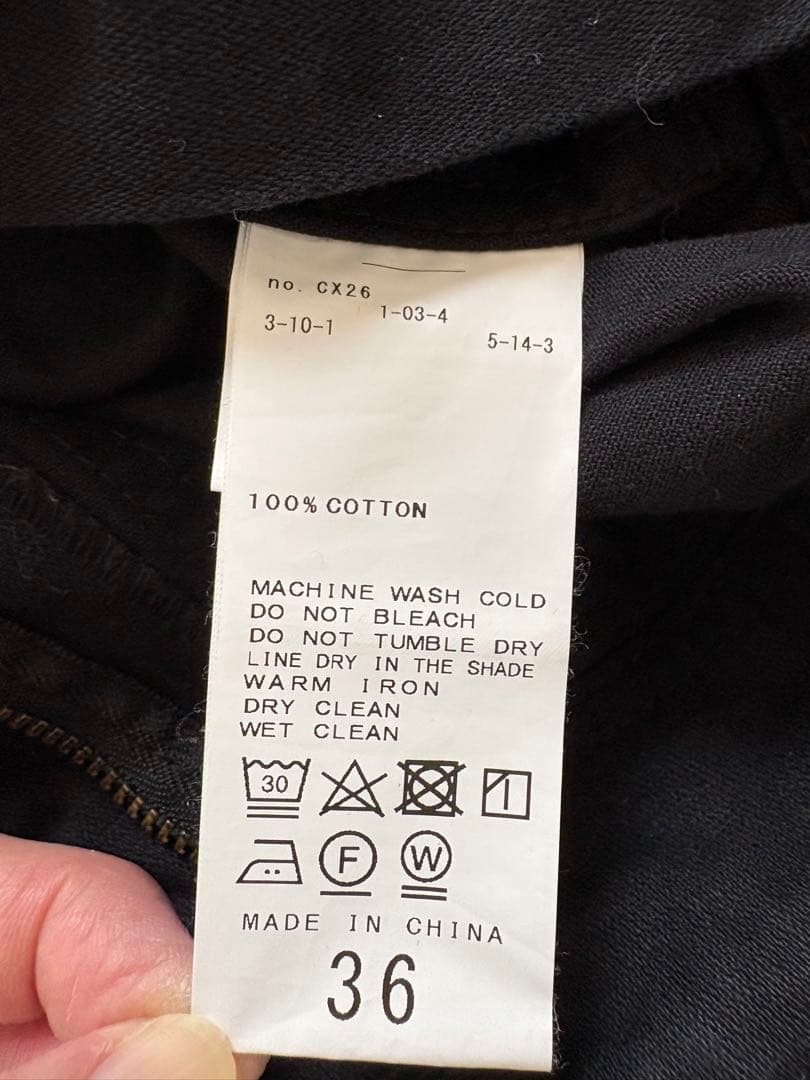 no. CX26
1-03-4
3-10-1
5-14-3
100% COTTON
MACHINE WASH COLD
DO NOT BLEACH
DO NOT TUMBLE DRY
LINE DRY IN THE SHADE
WARM IRON
DRY CLEAN
WET CLEAN
30
F W
MADE IN CHINA
36